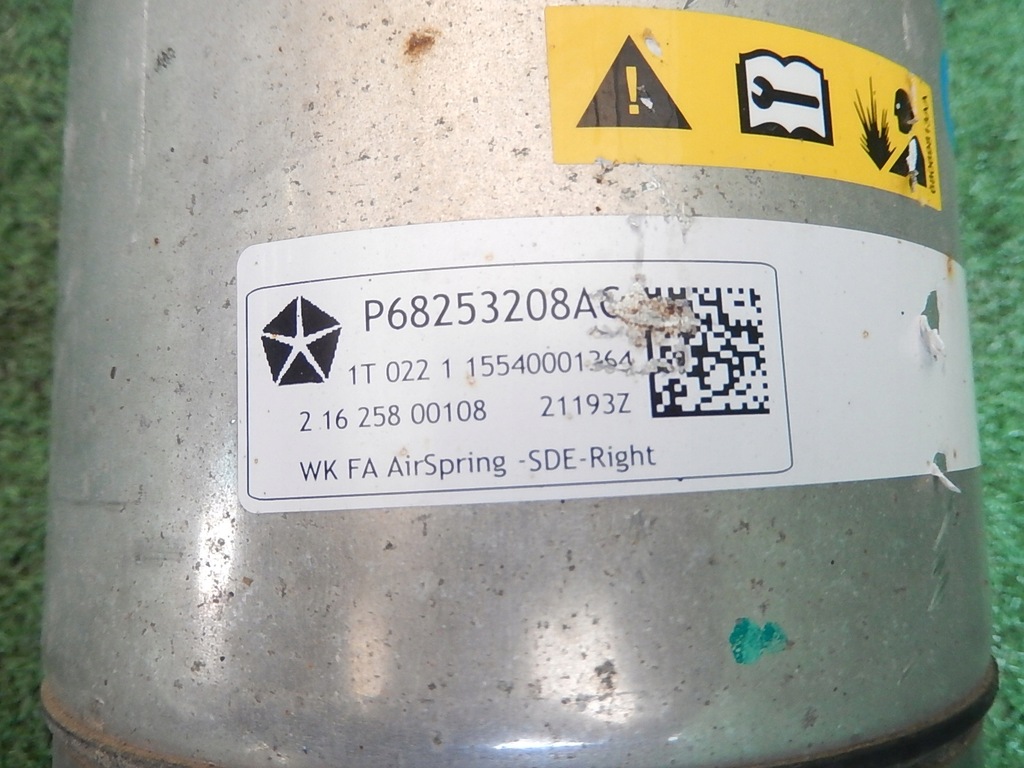 P68253208AC
1T 022 1 15540001364
2 16 258 00108 21193Z
WK FA AirSpring -SDE-Right